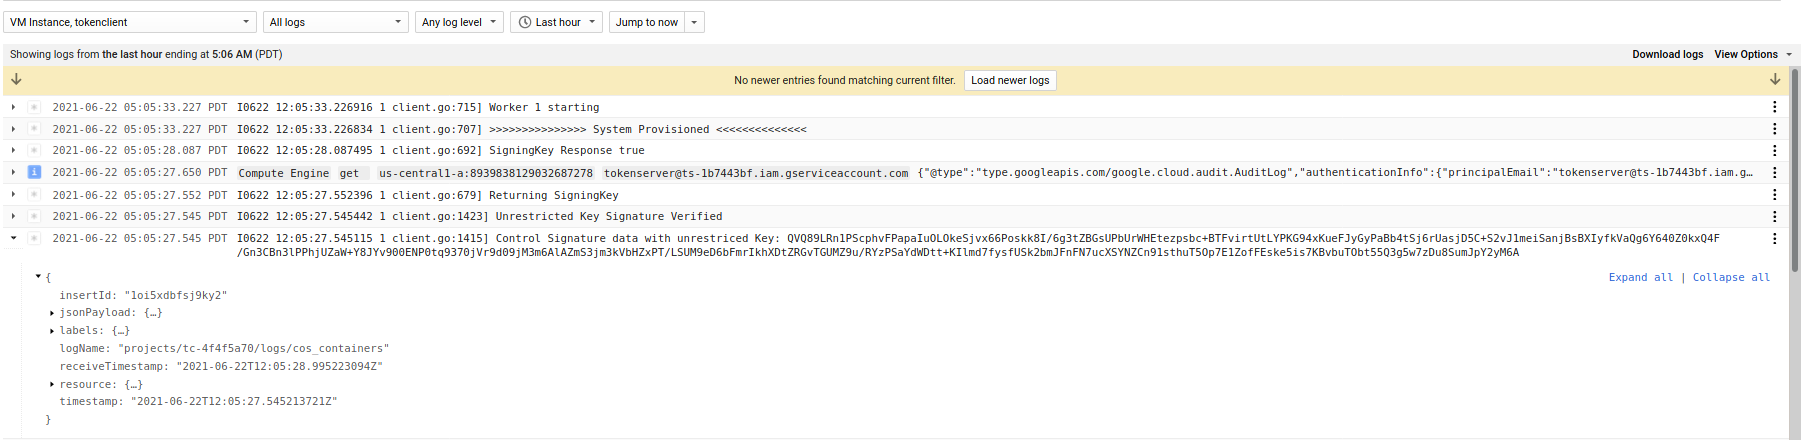 VM Instance, tokenclient All logs Any log level Last hour Jump to now
Showing logs from the last hour ending at 5:06 AM (PDT) Download logs View Options
No newer entries found matching current filter. Load newer logs
2021-06-22 05:05:33.227 PDT I0622 12:05:33.226916 1 client.go:715] Worker 1 starting
2021-06-22 05:05:33.227 PDT I0622 12:05:33.226834 1 client.go:707] >>>>>>>>>>>>>>> System Provisioned <<<<<<<<<<<<<<
2021-06-22 05:05:28.087 PDT I0622 12:05:28.087495 1 client.go:692] SigningKey Response true
i 2021-06-22 05:05:27.650 PDT Compute Engine get us-central1-a:8939838129032687278 tokenserver@ts-1b7443bf.iam.gserviceaccount.com {"@type":"type.googleapis.com/google.cloud.audit.AuditLog","authenticationInfo":{"principalEmail":"tokenserver@ts-1b7443bf.iam.g…
2021-06-22 05:05:27.552 PDT I0622 12:05:27.552396 1 client.go:679] Returning SigningKey
2021-06-22 05:05:27.545 PDT I0622 12:05:27.545442 1 client.go:1423] Unrestricted Key Signature Verified
2021-06-22 05:05:27.545 PDT I0622 12:05:27.545115 1 client.go:1415] Control Signature data with unrestriced Key: QVQ89LRn1PScphvFPapaIuOLOkeSjvx66Poskk8I/6g3tZBGsUPbUrWHEtezpsbc+BTFvirtUtLYPKG94xKueFJyGyPaBb4tSj6rUasjD5C+S2vJ1meiSanjBsBXIyfkVaQg6Y640Z0kxQ4F
/Gn3CBn3lPPhjUZaW+Y8JYv900ENP0tq9370jVr9d09jM3m6AlAZmS3jm3kVbHZxPT/LSUM9eD6bFmrIkhXDtZRGvTGUMZ9u/RYzPSaYdWDtt+KIlmd7fysfUSk2bmJFnFN7ucXSYNZCn91sthuT5Op7E1ZofFEske5is7KBvbuTObt55Q3g5w7zDu8SumJpY2yM6A
{ Expand all | Collapse all
insertId: "1oi5xdbfsj9ky2"
jsonPayload: {…}
labels: {…}
logName: "projects/tc-4f4f5a70/logs/cos_containers"
receiveTimestamp: "2021-06-22T12:05:28.995223094Z"
resource: {…}
timestamp: "2021-06-22T12:05:27.545213721Z"
}